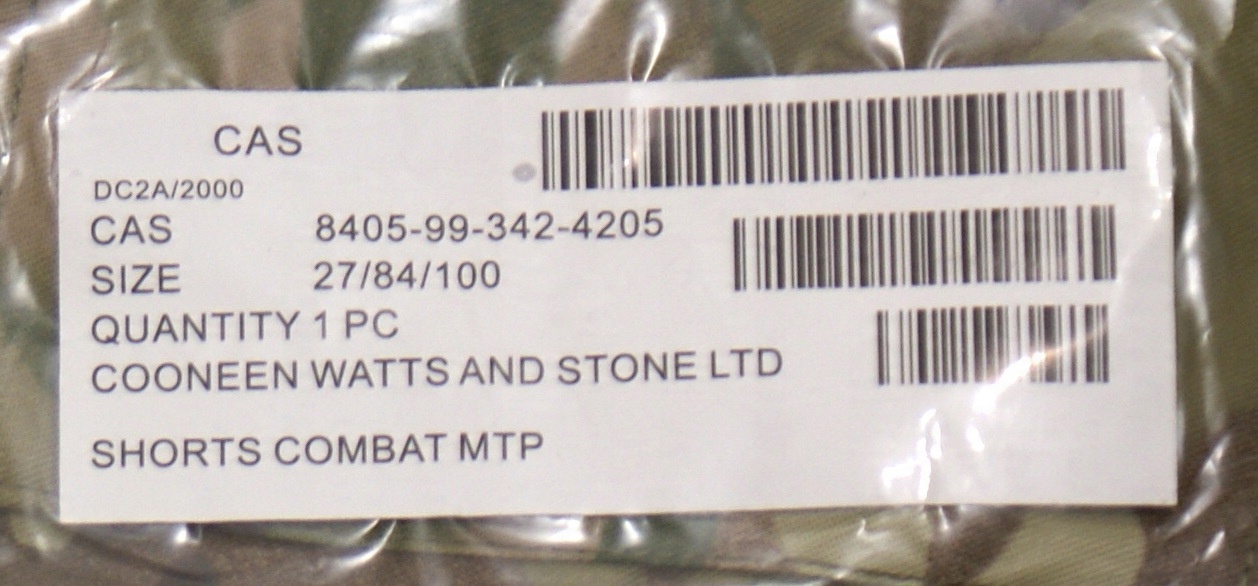 CAS
DC2A/2000
CAS 8405-99-342-4205
SIZE 27/84/100
QUANTITY 1 PC
COONEEN WATTS AND STONE LTD
SHORTS COMBAT MTP